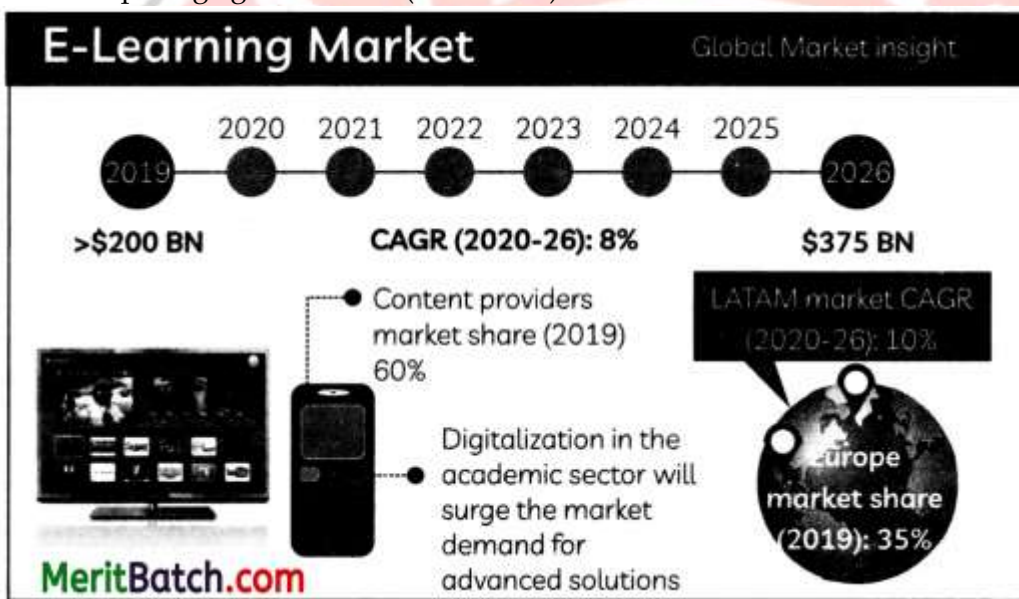 E-Learning Market
Global Market insight
2019
2020
2021
2022
2023
2024
2025
2026
>$200 BN
CAGR (2020-26): 8%
$375 BN
Content providers
market share (2019)
60%
LATAM market CAGR
(2020-26): 10%
Digitalization in the
academic sector will
surge the market
demand for
advanced solutions
Europe
market share
(2019): 35%
MeritBatch.com